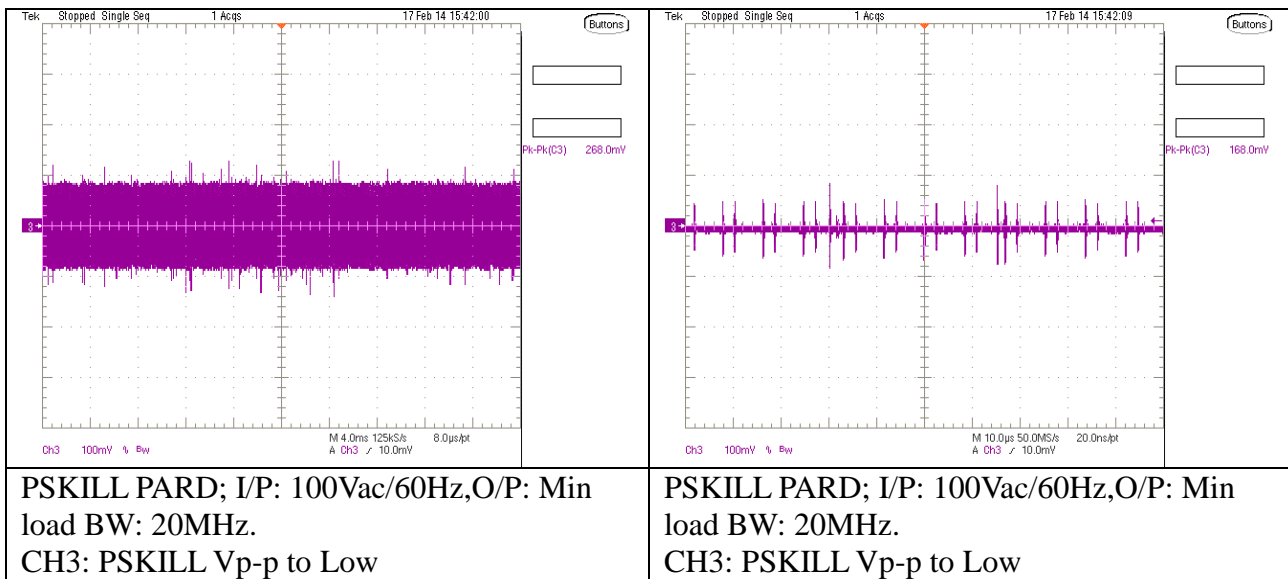 Tek Stopped Single Seq 1 Acqs 17 Feb 14 15:42:00
Buttons
Pk-Pk(C3) 268.0mV
3
M 4.0ms 125kS/s 8.0µs/pt
A Ch3 ∕ 10.0mV
Ch3 100mV % Bw
PSKILL PARD; I/P: 100Vac/60Hz,O/P: Min
load BW: 20MHz.
CH3: PSKILL Vp-p to Low
Tek Stopped Single Seq 1 Acqs 17 Feb 14 15:42:09
Buttons
Pk-Pk(C3) 168.0mV
3
M 10.0µs 50.0MS/s 20.0ns/pt
A Ch3 ∕ 10.0mV
Ch3 100mV % Bw
PSKILL PARD; I/P: 100Vac/60Hz,O/P: Min
load BW: 20MHz.
CH3: PSKILL Vp-p to Low